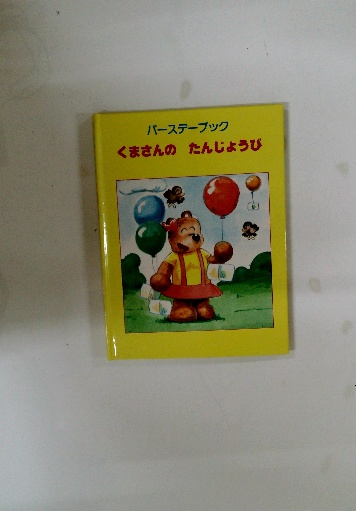 バースデーブック
くまさんの たんじょうび